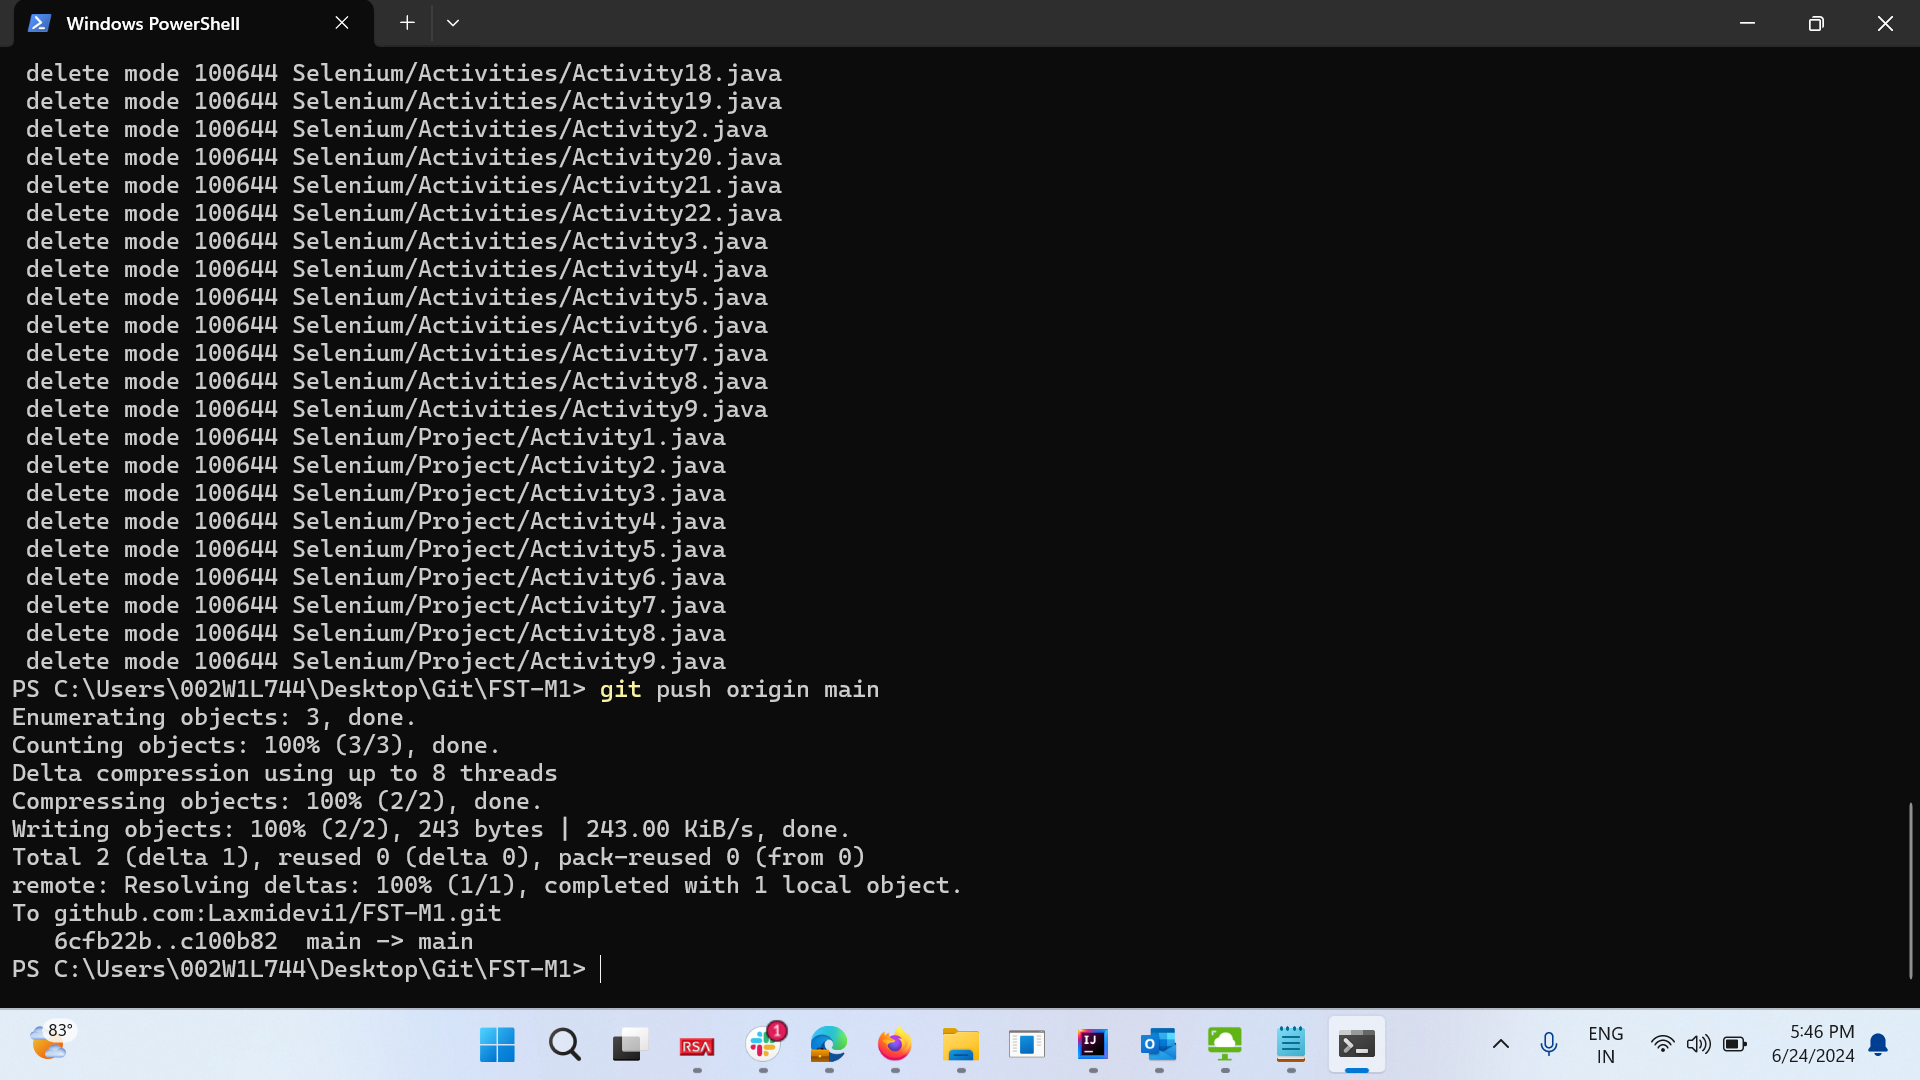 Windows PowerShell
delete mode 100644 Selenium/Activities/Activity18.java
delete mode 100644 Selenium/Activities/Activity19.java
delete mode 100644 Selenium/Activities/Activity2.java
delete mode 100644 Selenium/Activities/Activity20.java
delete mode 100644 Selenium/Activities/Activity21.java
delete mode 100644 Selenium/Activities/Activity22.java
delete mode 100644 Selenium/Activities/Activity3.java
delete mode 100644 Selenium/Activities/Activity4.java
delete mode 100644 Selenium/Activities/Activity5.java
delete mode 100644 Selenium/Activities/Activity6.java
delete mode 100644 Selenium/Activities/Activity7.java
delete mode 100644 Selenium/Activities/Activity8.java
delete mode 100644 Selenium/Activities/Activity9.java
delete mode 100644 Selenium/Project/Activity1.java
delete mode 100644 Selenium/Project/Activity2.java
delete mode 100644 Selenium/Project/Activity3.java
delete mode 100644 Selenium/Project/Activity4.java
delete mode 100644 Selenium/Project/Activity5.java
delete mode 100644 Selenium/Project/Activity6.java
delete mode 100644 Selenium/Project/Activity7.java
delete mode 100644 Selenium/Project/Activity8.java
delete mode 100644 Selenium/Project/Activity9.java
PS C:\Users\002W1L744\Desktop\Git\FST-M1> git push origin main
Enumerating objects: 3, done.
Counting objects: 100% (3/3), done.
Delta compression using up to 8 threads
Compressing objects: 100% (2/2), done.
Writing objects: 100% (2/2), 243 bytes | 243.00 KiB/s, done.
Total 2 (delta 1), reused 0 (delta 0), pack-reused 0 (from 0)
remote: Resolving deltas: 100% (1/1), completed with 1 local object.
To github.com:Laxmidevi1/FST-M1.git
6cfb22b..c100b82  main -> main
PS C:\Users\002W1L744\Desktop\Git\FST-M1>
83°
RSA
1
IJ
O
ENG
IN
5:46 PM
6/24/2024